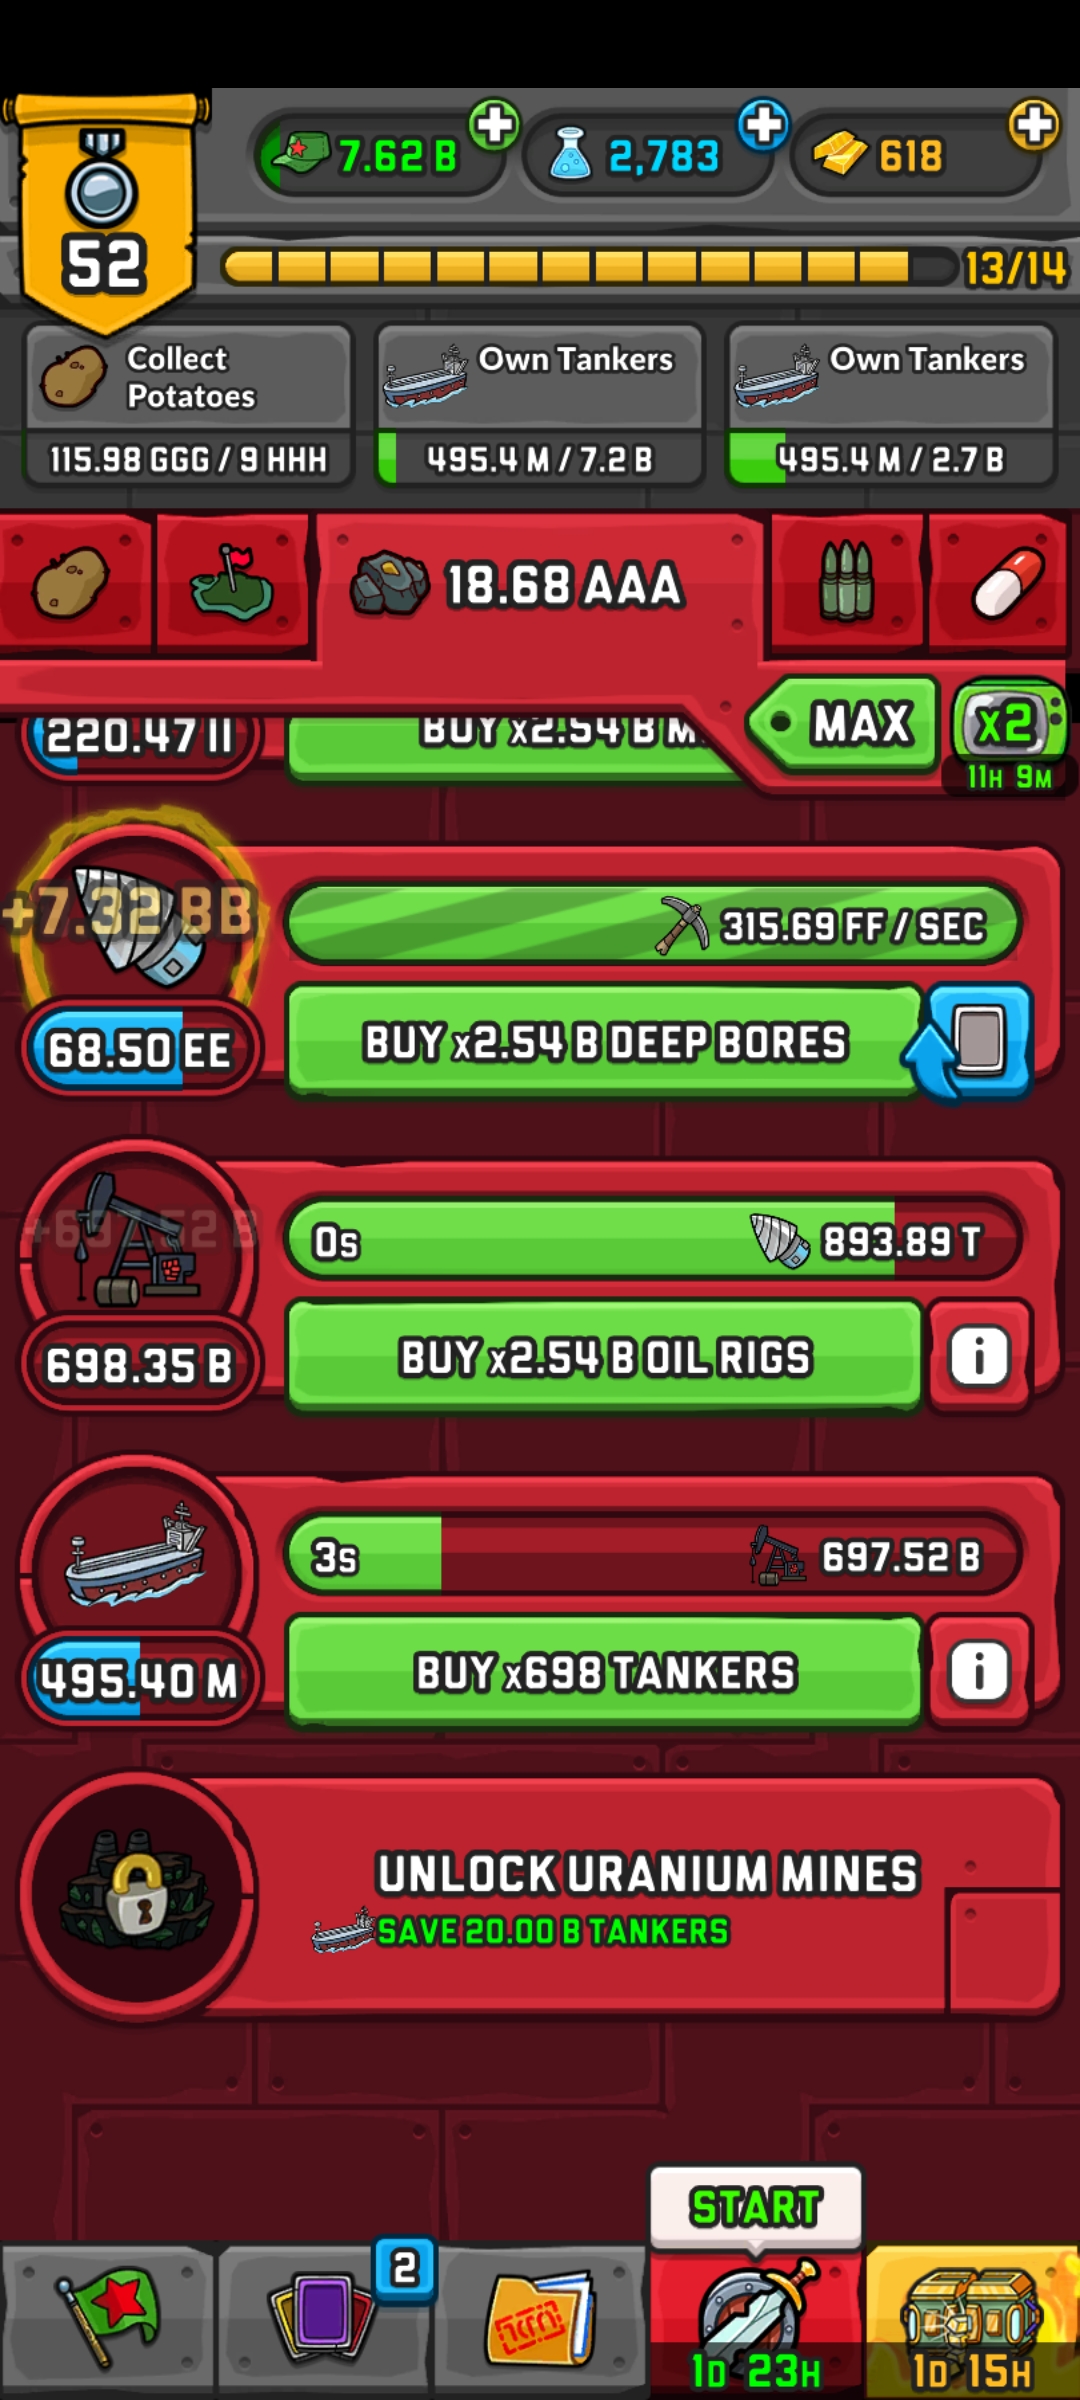 7.62 B
2,783
618
52
13/14
Collect
Potatoes
115.98 GGG / 9 HHH
Own Tankers
495.4 M / 7.2 B
Own Tankers
495.4 M / 2.7 B
18.68 AAA
MAX
x2
11H 9M
220.47 II
BUY x2.54 B M
+7.32 BB
315.69 FF / SEC
68.50 EE
BUY x2.54 B DEEP BORES
+697.52 B
0s
893.89 T
698.35 B
BUY x2.54 B OIL RIGS
i
3s
697.52 B
495.40 M
BUY x698 TANKERS
i
UNLOCK URANIUM MINES
SAVE 20.00 B TANKERS
START
2
1D 23H
1D 15H